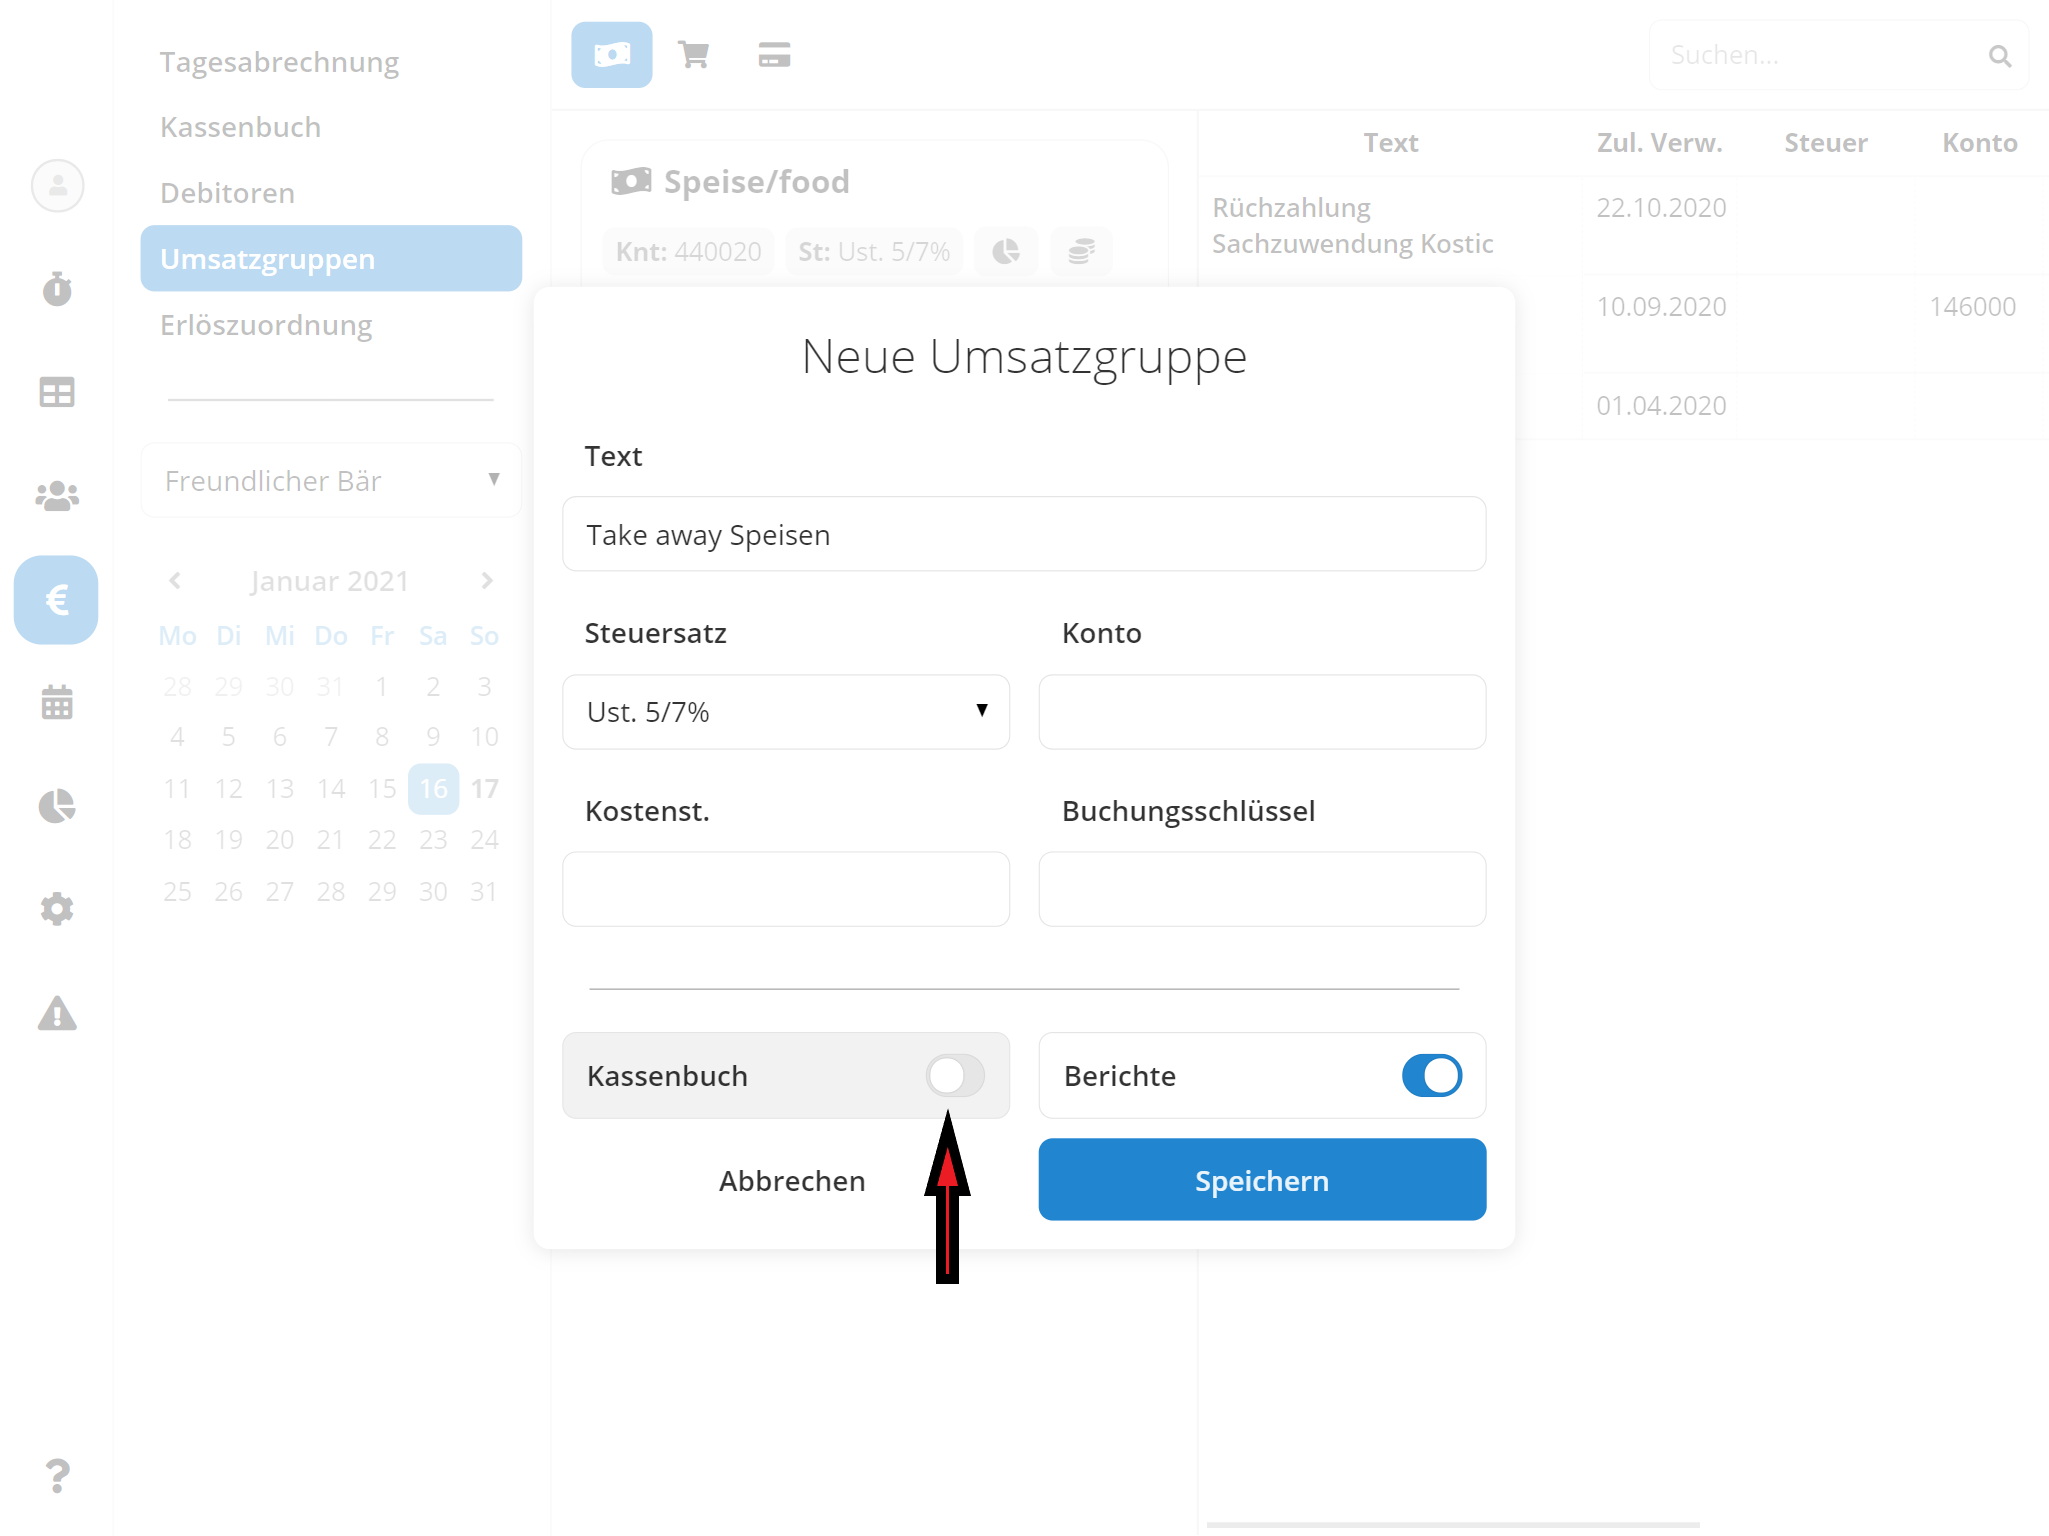 Tagesabrechnung
Kassenbuch
Debitoren
Umsatzgruppen
Erlöszuordnung
Freundlicher Bär
Januar 2021
Mo Di Mi Do Fr Sa So
28 29 30 31 1 2 3
4 5 6 7 8 9 10
11 12 13 14 15 16 17
18 19 20 21 22 23 24
25 26 27 28 29 30 31
€
?
Suchen...
Speise/food
Knt: 440020 St: Ust. 5/7%
Text Zul. Verw. Steuer Konto
Rüchzahlung 22.10.2020
Sachzuwendung Kostic
10.09.2020 146000
01.04.2020
Neue Umsatzgruppe
Text
Take away Speisen
Steuersatz Konto
Ust. 5/7%
Kostenst. Buchungsschlüssel
Kassenbuch Berichte
Abbrechen Speichern